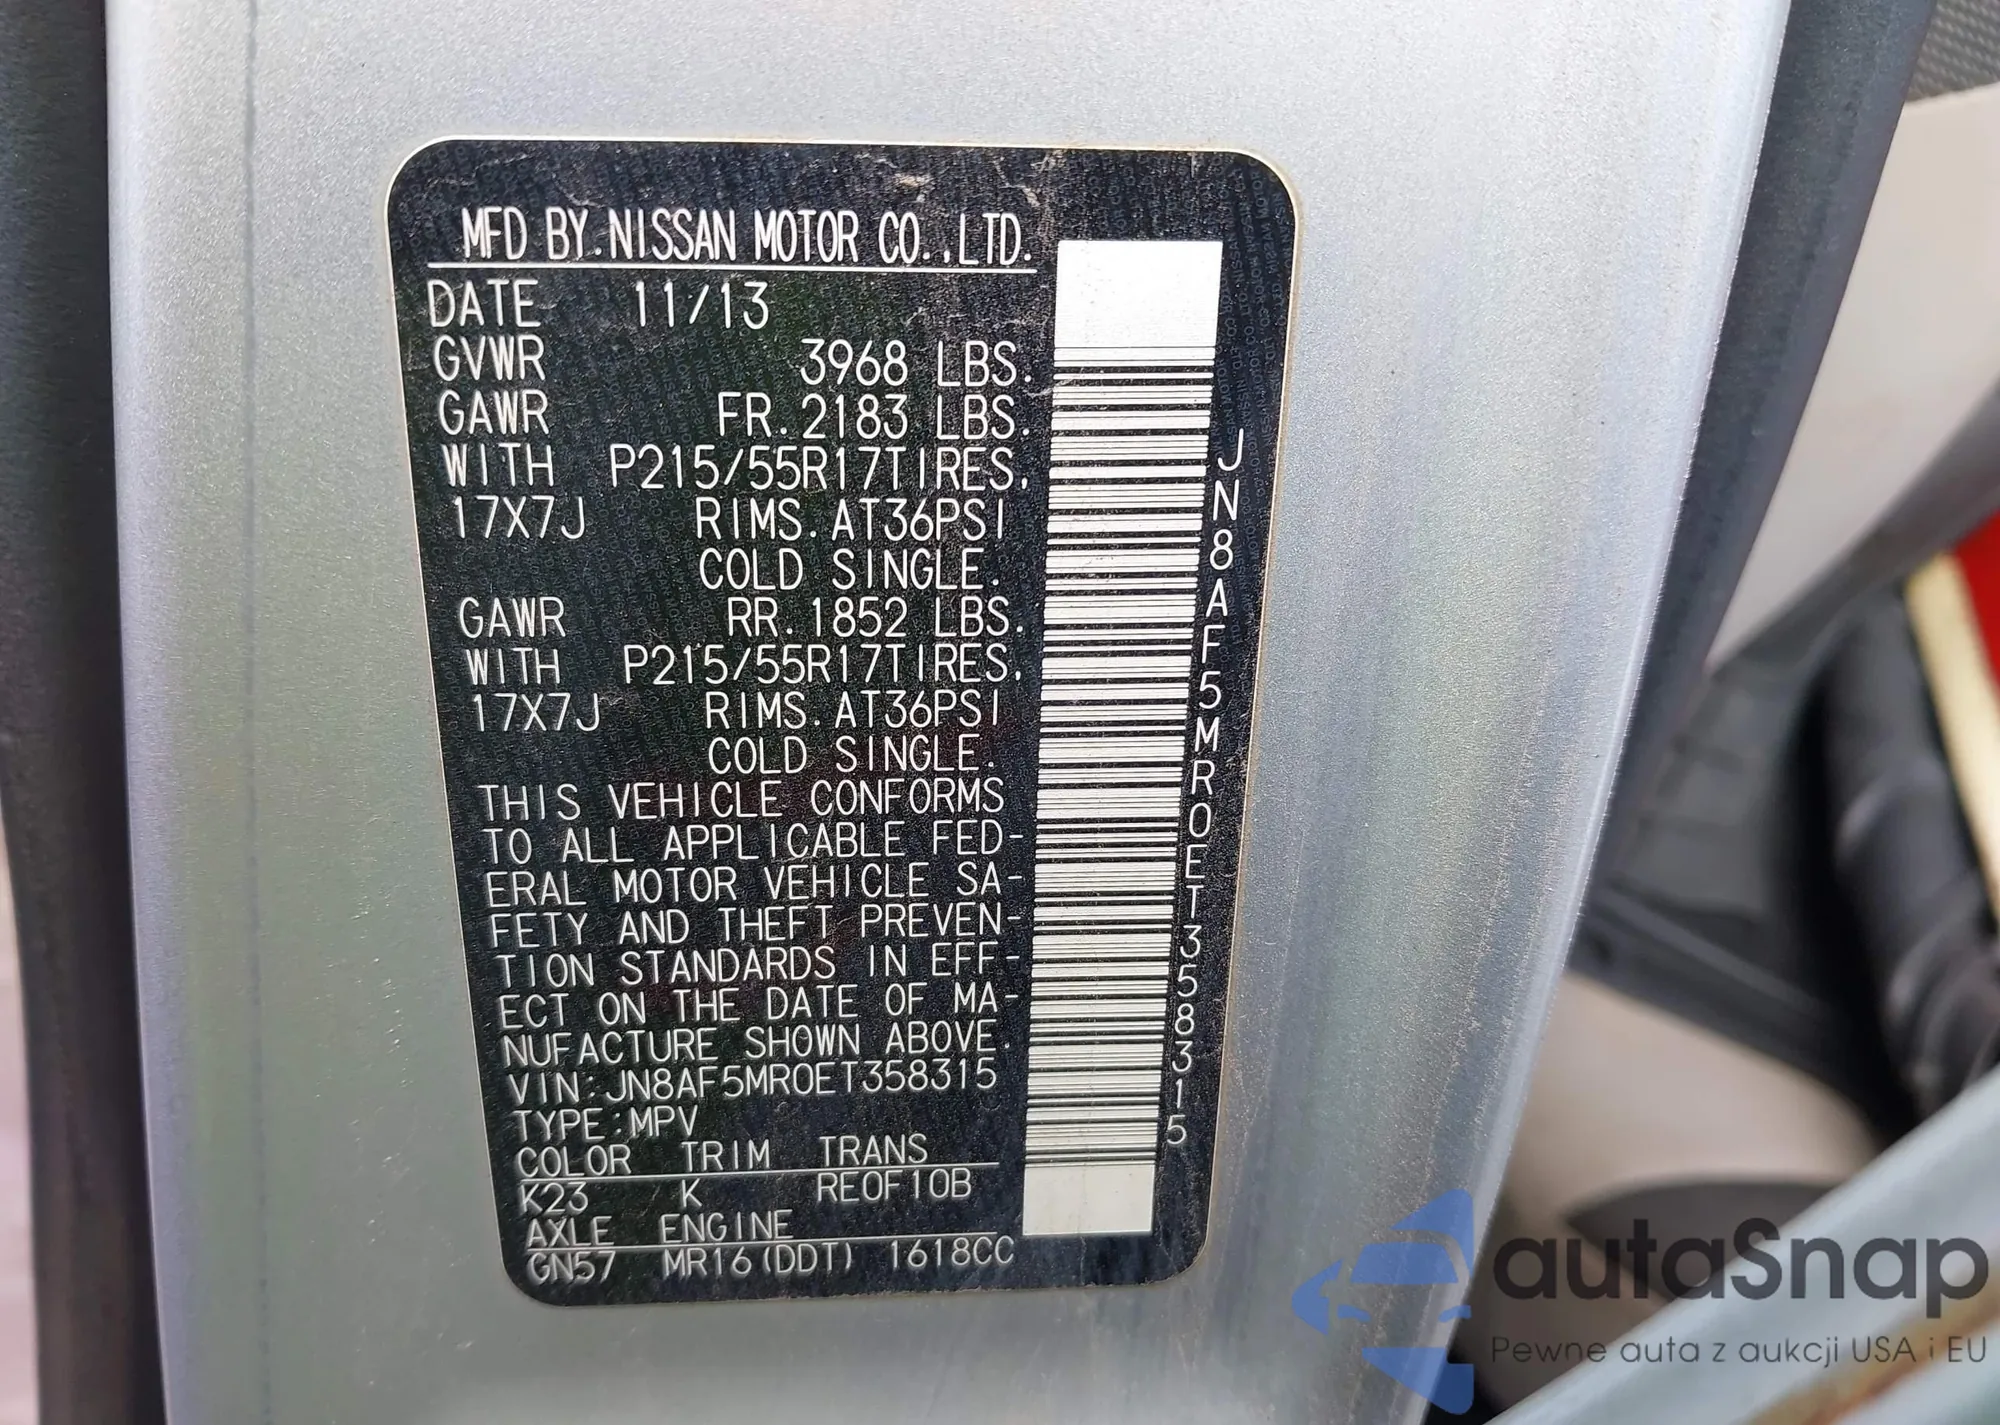 MFD BY.NISSAN MOTOR CO.,LTD.
DATE 11/13
GVWR 3968 LBS.
GAWR FR.2183 LBS.
WITH P215/55R17TIRES,
17X7J RIMS.AT36PSI
COLD SINGLE.
GAWR RR.1852 LBS.
WITH P215/55R17TIRES,
17X7J RIMS.AT36PSI
COLD SINGLE.
THIS VEHICLE CONFORMS
TO ALL APPLICABLE FED-
ERAL MOTOR VEHICLE SA-
FETY AND THEFT PREVEN-
TION STANDARDS IN EFF-
ECT ON THE DATE OF MA-
NUFACTURE SHOWN ABOVE.
VIN:JN8AF5MR0ET358315
TYPE:MPV
COLOR TRIM TRANS
K23 K RE0F10B
AXLE ENGINE
GN57 MR16(DDT) 1618CC
JN8AF5MR0ET358315
autaSnap
Pewne auta z aukcji USA i EU